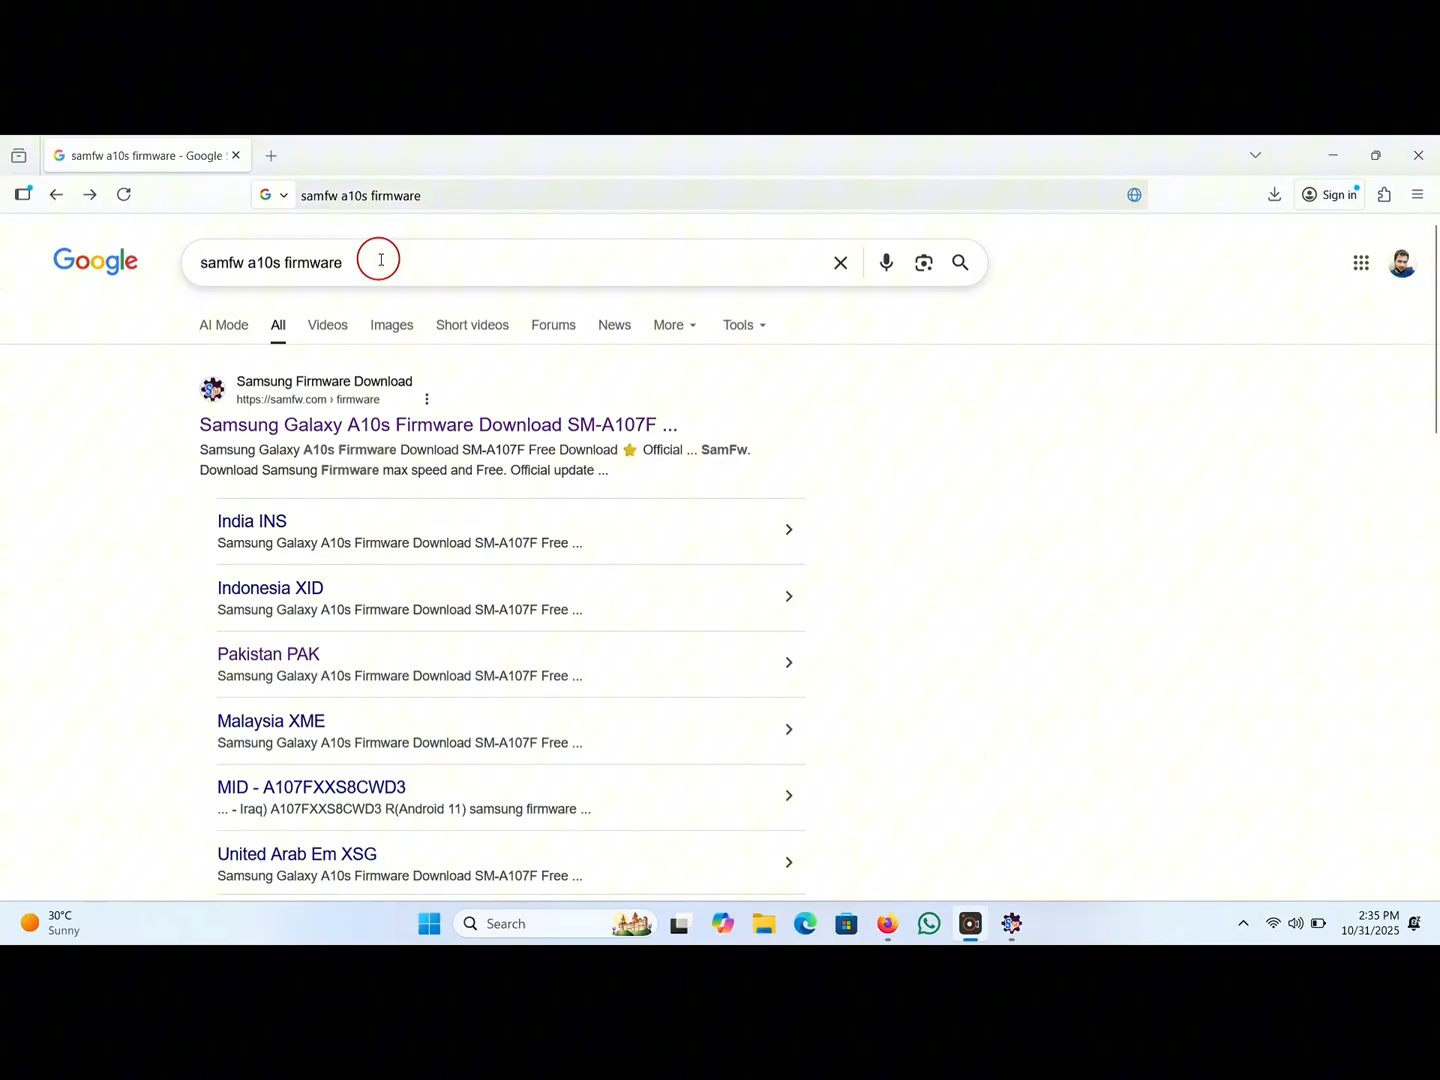 samfw a10s firmware - Google
samfw a10s firmware
Sign in
Google
samfw a10s firmware
AI Mode
All
Videos
Images
Short videos
Forums
News
More
Tools
Samsung Firmware Download
https://samfw.com › firmware
Samsung Galaxy A10s Firmware Download SM-A107F ...
Samsung Galaxy A10s Firmware Download SM-A107F Free Download ⭐ Official ... SamFw.
Download Samsung Firmware max speed and Free. Official update ...
India INS
Samsung Galaxy A10s Firmware Download SM-A107F Free ...
Indonesia XID
Samsung Galaxy A10s Firmware Download SM-A107F Free ...
Pakistan PAK
Samsung Galaxy A10s Firmware Download SM-A107F Free ...
Malaysia XME
Samsung Galaxy A10s Firmware Download SM-A107F Free ...
MID - A107FXXS8CWD3
... - Iraq) A107FXXS8CWD3 R(Android 11) samsung firmware ...
United Arab Em XSG
Samsung Galaxy A10s Firmware Download SM-A107F Free ...
30°C
Sunny
Search
2:35 PM
10/31/2025